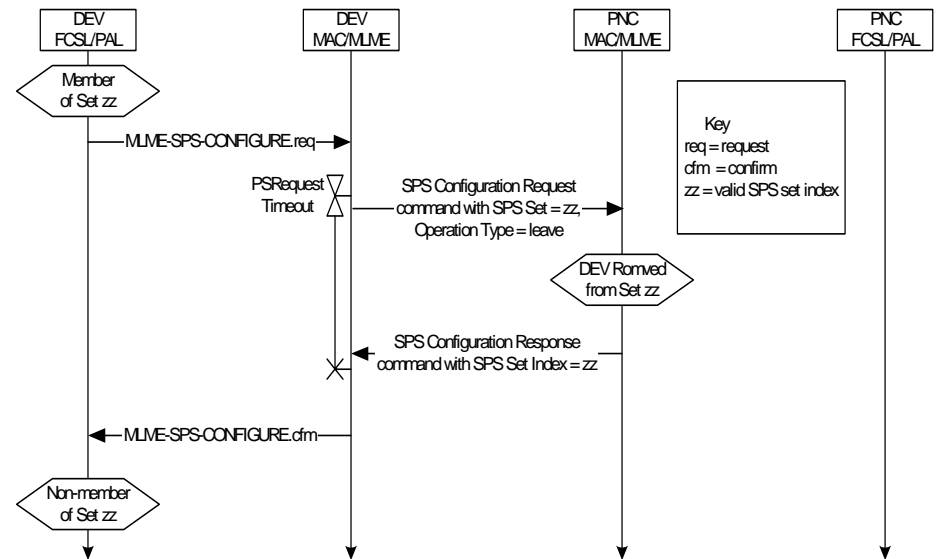 DEV
FCSL/PAL
DEV
MAC/MLME
PNC
MAC/MLME
PNC
FCSL/PAL
Member
of Set zz
Key
req = request
cfm = confirm
zz = valid SPS set index
MLME-SPS-CONFIGURE.req
PSRequest
Timeout
SPS Configuration Request
command with SPS Set = zz,
Operation Type = leave
DEV Romved
from Set zz
SPS Configuration Response
command with SPS Set Index = zz
MLME-SPS-CONFIGURE.cfm
Non-member
of Set zz